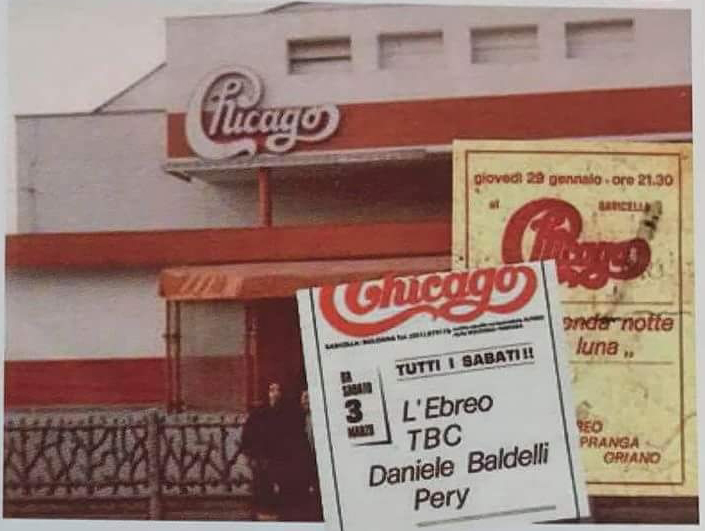 Chicago
giovedì 29 gennaio - ore 21.30
al BARICELLA
Chicago
onda notte
luna „
REO
PRANGA -
ORIANO
Chicago
BARICELLA / BOLOGNA
TUTTI I SABATI!!
DA
SABATO
3
MARZO
L'Ebreo
TBC
Daniele Baldelli
Pery